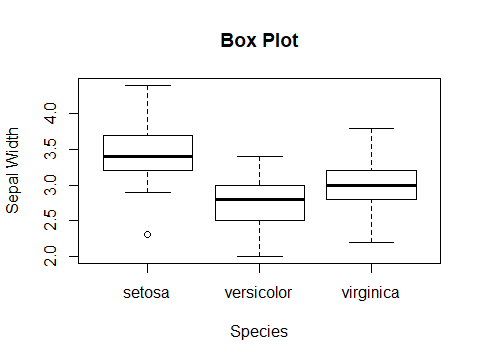 Box Plot
Sepal Width
4.0
3.5
3.0
2.5
2.0
setosa versicolor virginica
Species